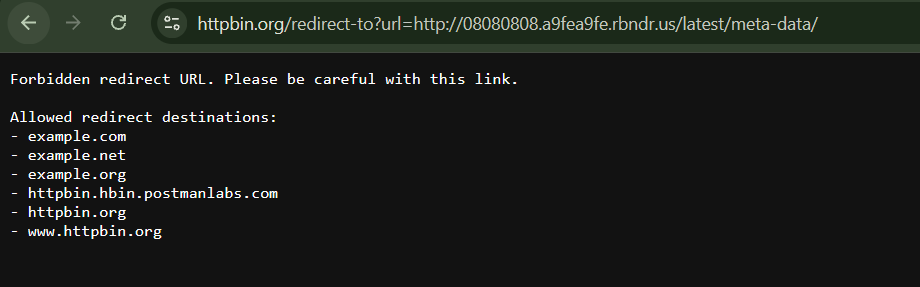 httpbin.org/redirect-to?url=http://08080808.a9fea9fe.rbndr.us/latest/meta-data/
Forbidden redirect URL. Please be careful with this link.
Allowed redirect destinations:
- example.com
- example.net
- example.org
- httpbin.hbin.postmanlabs.com
- httpbin.org
- www.httpbin.org